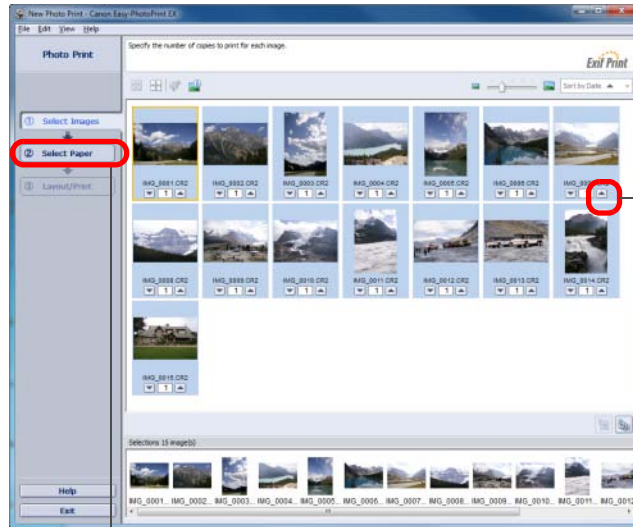 New Photo Print - Canon Easy-PhotoPrint EX
File Edit View Help
Photo Print
Specify the number of copies to print for each image.
Exif Print
Sort by Date
① Select Images
② Select Paper
③ Layout/Print
IMG_0001.CR2 IMG_0002.CR2 IMG_0003.CR2 IMG_0004.CR2 IMG_0005.CR2 IMG_0006.CR2
1 1 1 1 1 1
IMG_0008.CR2 IMG_0009.CR2 IMG_0010.CR2 IMG_0011.CR2 IMG_0012.CR2 IMG_0013.CR2 IMG_0014.CR2
1 1 1 1 1 1 1
IMG_0015.CR2
1
Selections 15 image(s)
IMG_0001... IMG_0002... IMG_0003... IMG_0004... IMG_0005... IMG_0006... IMG_0007... IMG_0008... IMG_0009... IMG_0010... IMG_0011...
Help
Exit